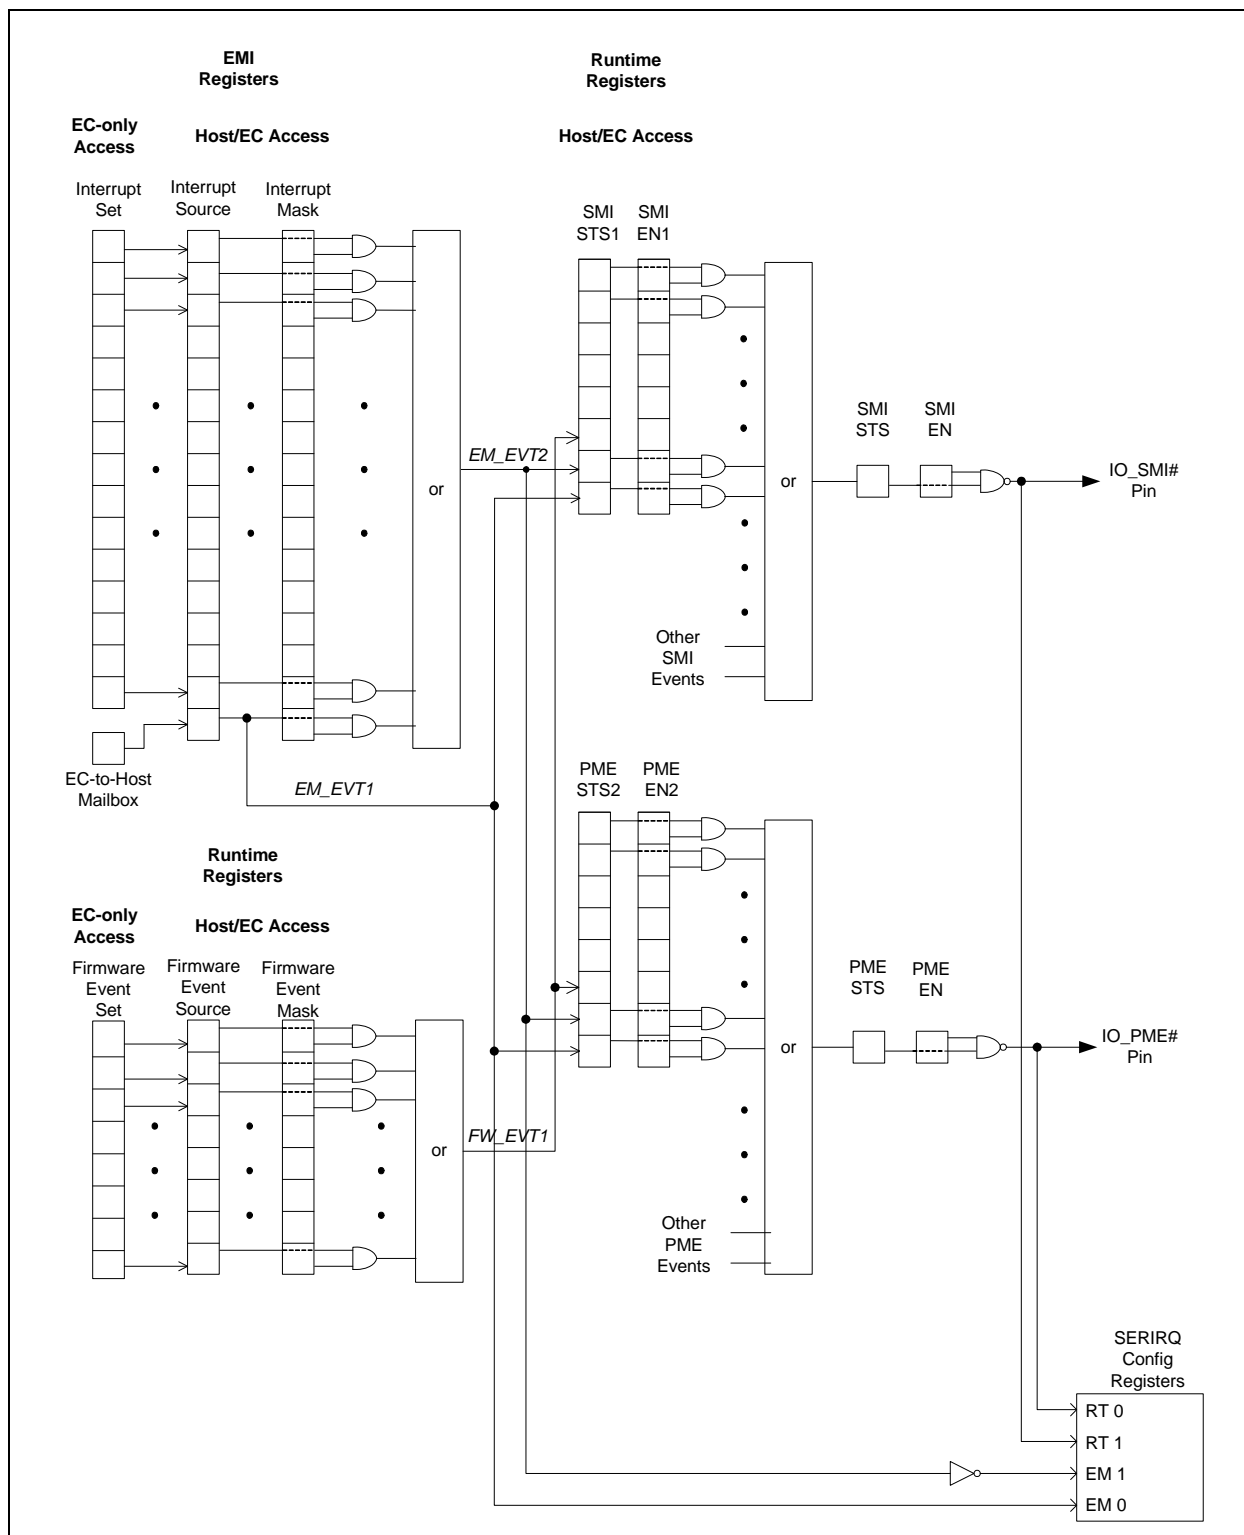 EMI
Registers
Runtime
Registers
EC-only
Access
Host/EC Access
Host/EC Access
Interrupt
Set
Interrupt
Source
Interrupt
Mask
SMI
STS1
SMI
EN1
or
EM_EVT2
or
SMI
STS
SMI
EN
IO_SMI#
Pin
Other
SMI
Events
EC-to-Host
Mailbox
EM_EVT1
PME
STS2
PME
EN2
Runtime
Registers
EC-only
Access
Host/EC Access
Firmware
Event
Set
Firmware
Event
Source
Firmware
Event
Mask
or
FW_EVT1
or
PME
STS
PME
EN
IO_PME#
Pin
Other
PME
Events
SERIRQ
Config
Registers
RT 0
RT 1
EM 1
EM 0